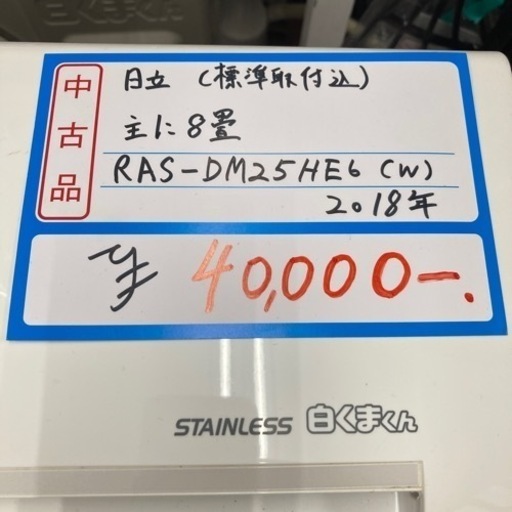 中古品
日立 (標準取付込)
主に8畳
RAS-DM25HE6 (W)
2018年
¥ 40,000-.
STAINLESS 白くまくん